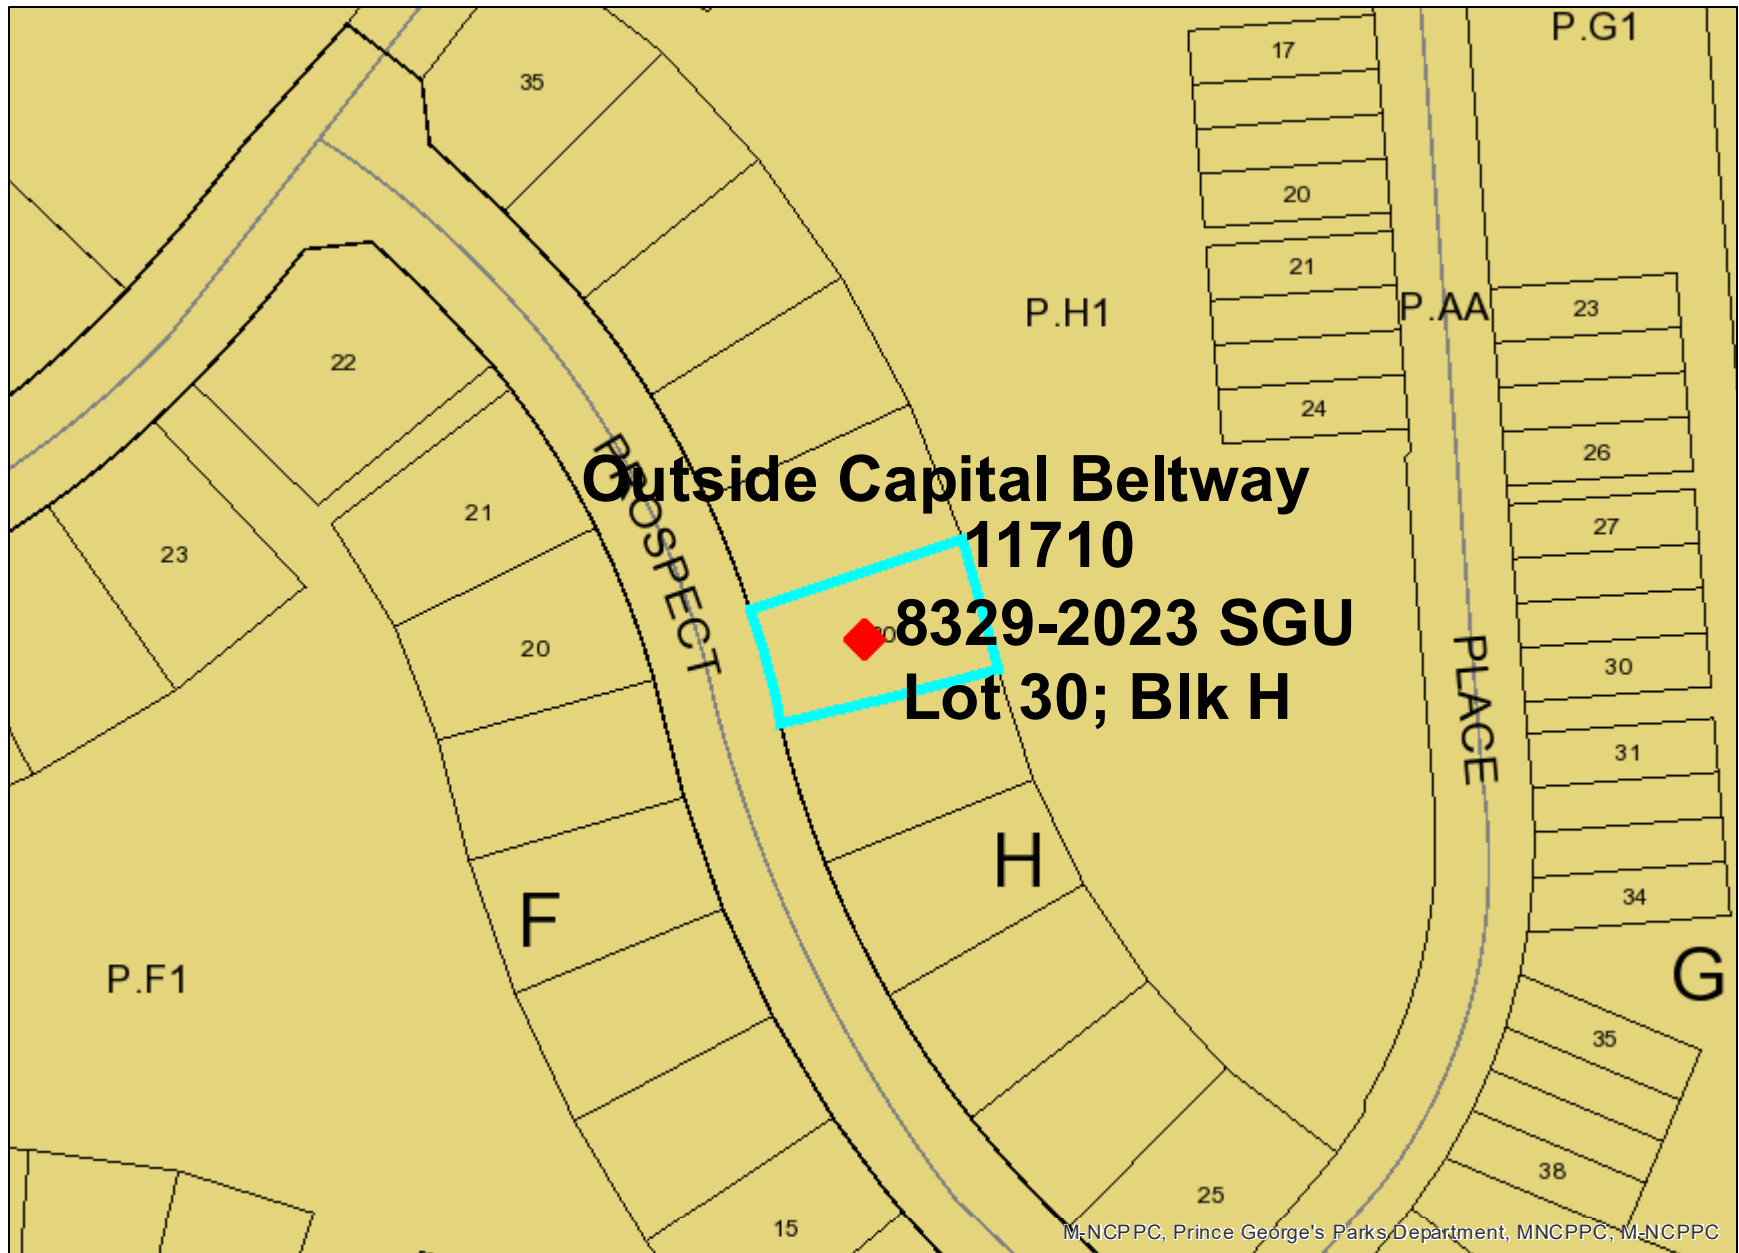 P.G1
17
35
20
21
P.H1
P.AA
23
22
24
26
Outside Capital Beltway
PROSPECT
21
27
23
11710
8329-2023 SGU
20
PLACE
30
Lot 30; Blk H
31
H
34
F
P.F1
G
35
38
25
15
M-NCPPC, Prince George's Parks Department, MNCPPC, M-NCPPC